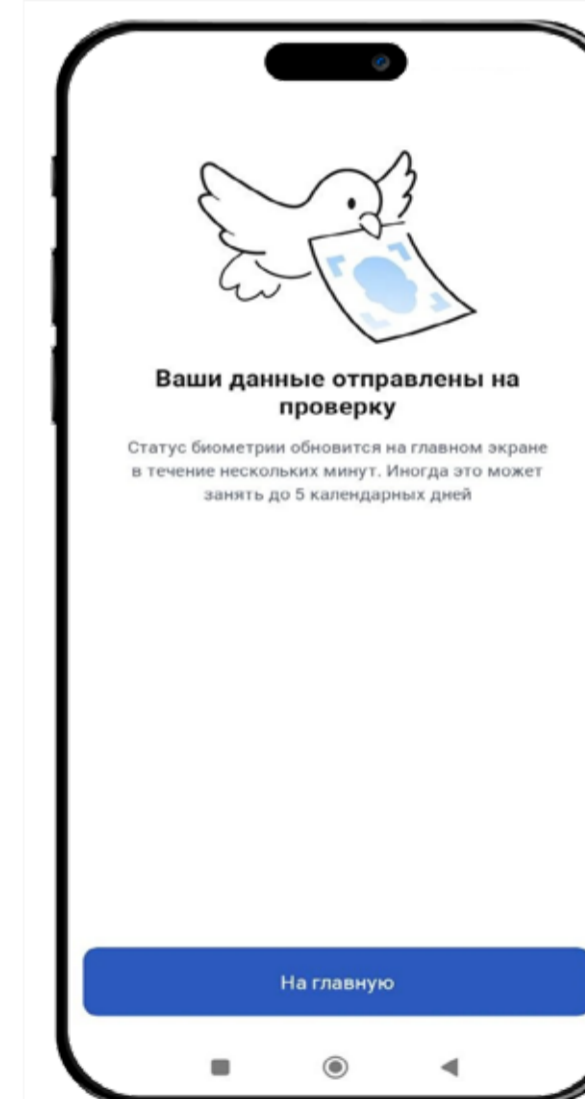 Ваши данные отправлены на
проверку
Статус биометрии обновится на главном экране
в течение нескольких минут. Иногда это может
занять до 5 календарных дней
На главную